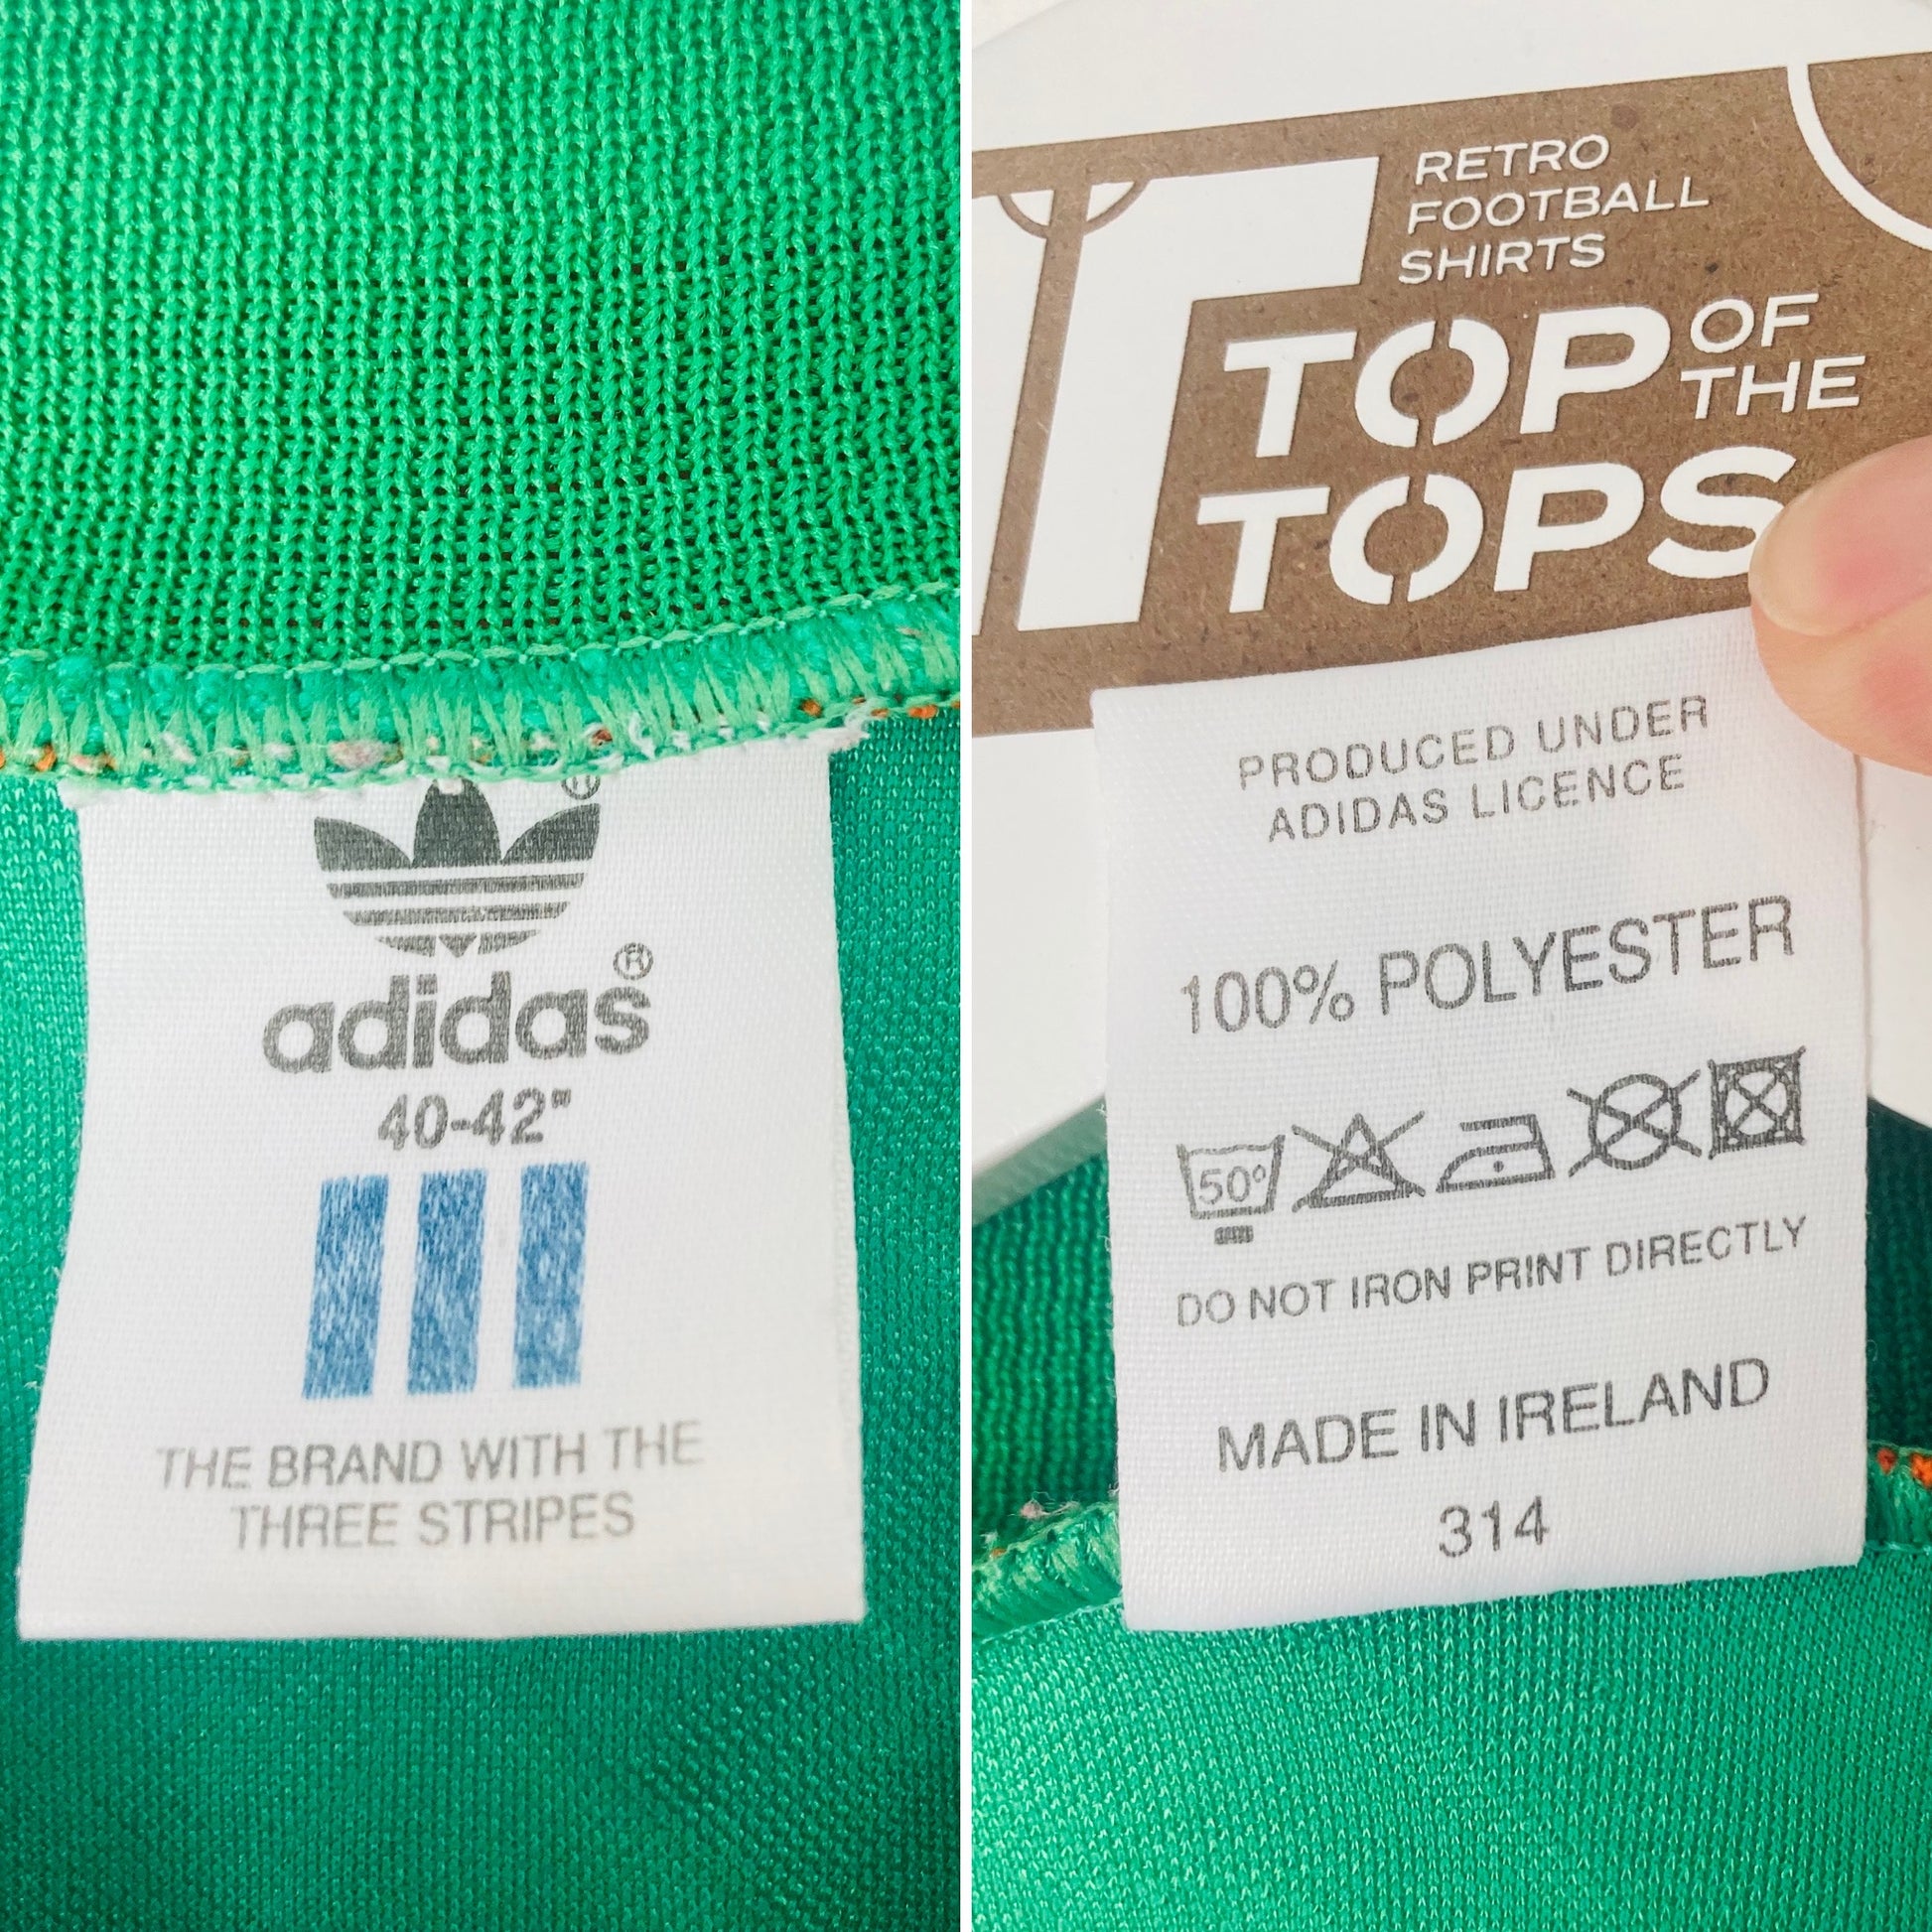 ®
adidas®
40-42"
THE BRAND WITH THE
THREE STRIPES
RETRO
FOOTBALL
SHIRTS
TOP OF
THE
TOPS
PRODUCED UNDER
ADIDAS LICENCE
100% POLYESTER
50°
DO NOT IRON PRINT DIRECTLY
MADE IN IRELAND
314